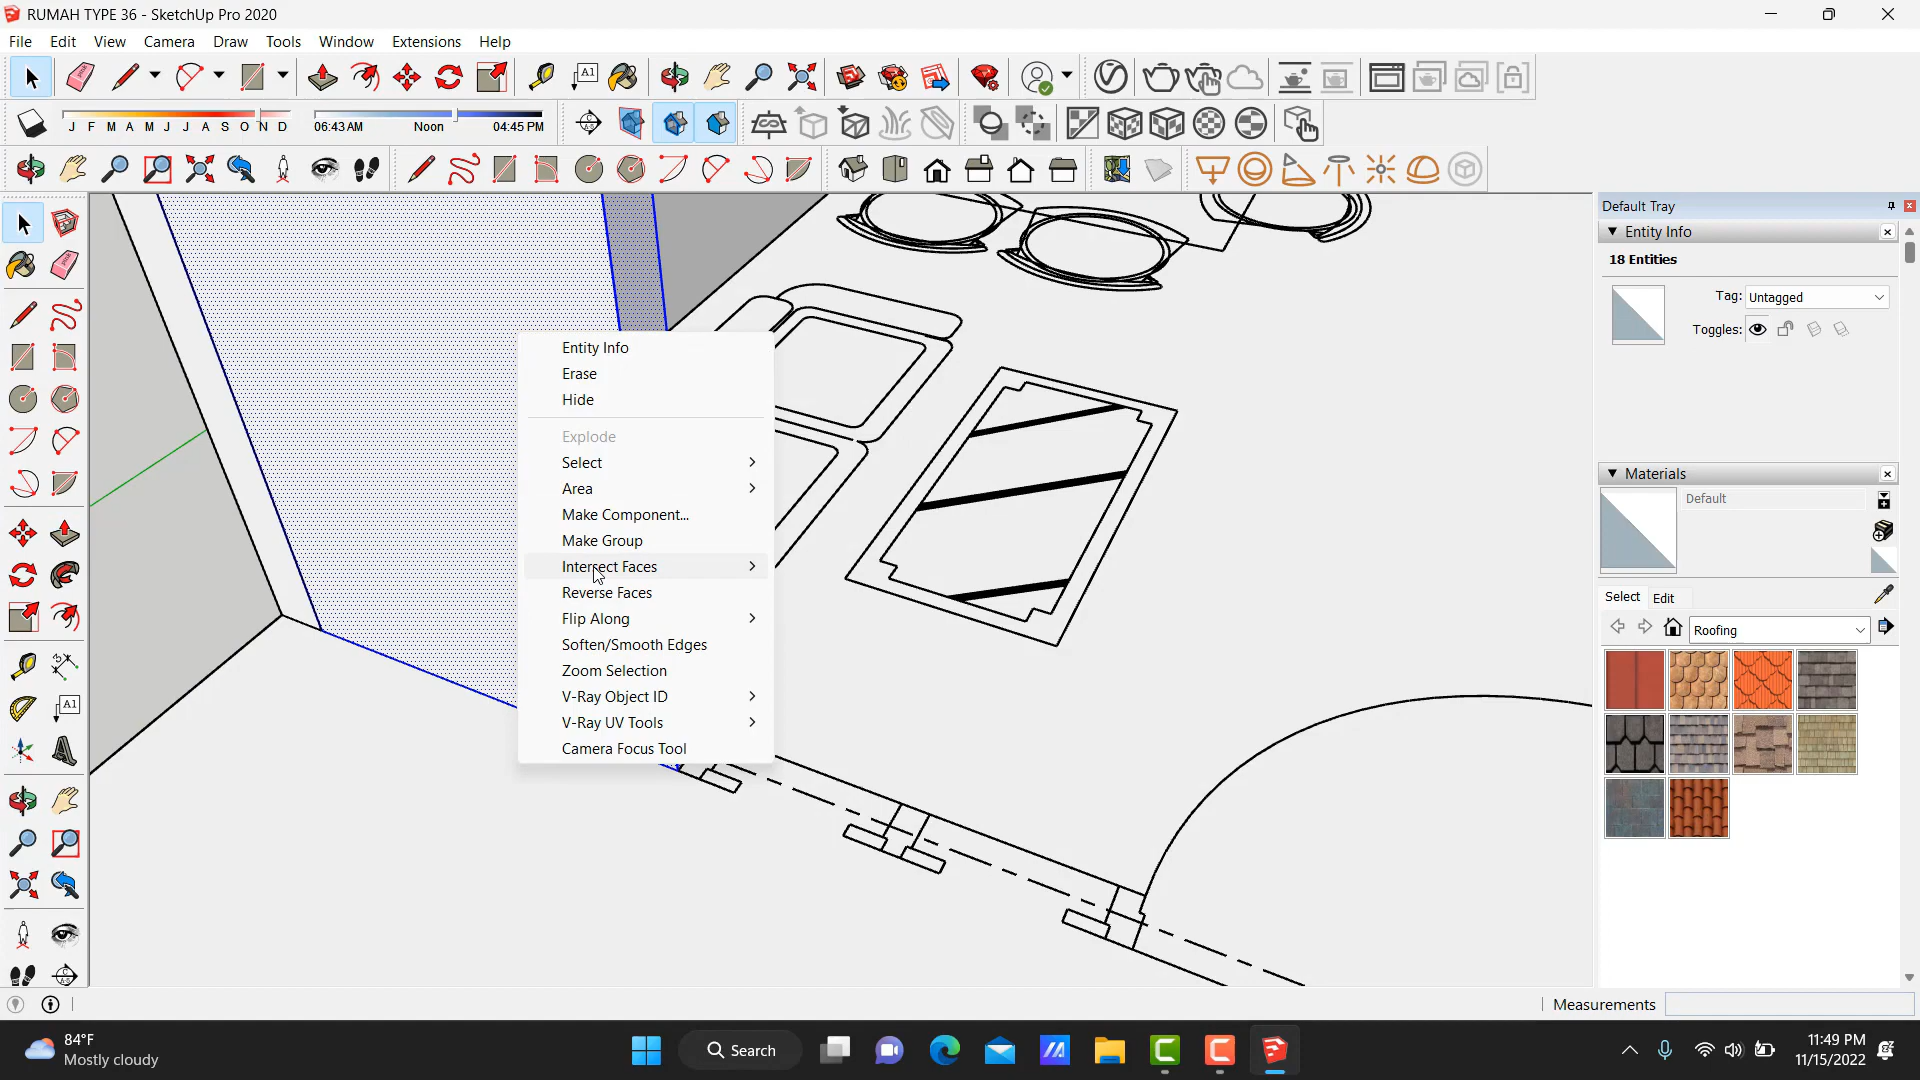 RUMAH TYPE 36 - SketchUp Pro 2020
File Edit View Camera Draw Tools Window Extensions Help
A1
J F M A M J J A S O N D
06:43 AM Noon 04:45 PM
Default Tray
Entity Info
18 Entities
Tag: Untagged
Toggles:
Entity Info
Erase
Hide
Explode
Select
Area
Make Component...
Make Group
Intersect Faces
Reverse Faces
Flip Along
Soften/Smooth Edges
Zoom Selection
V-Ray Object ID
V-Ray UV Tools
Camera Focus Tool
Materials
Default
Select Edit
Roofing
A1
Measurements
84°F
Mostly cloudy
Search
11:49 PM
11/15/2022